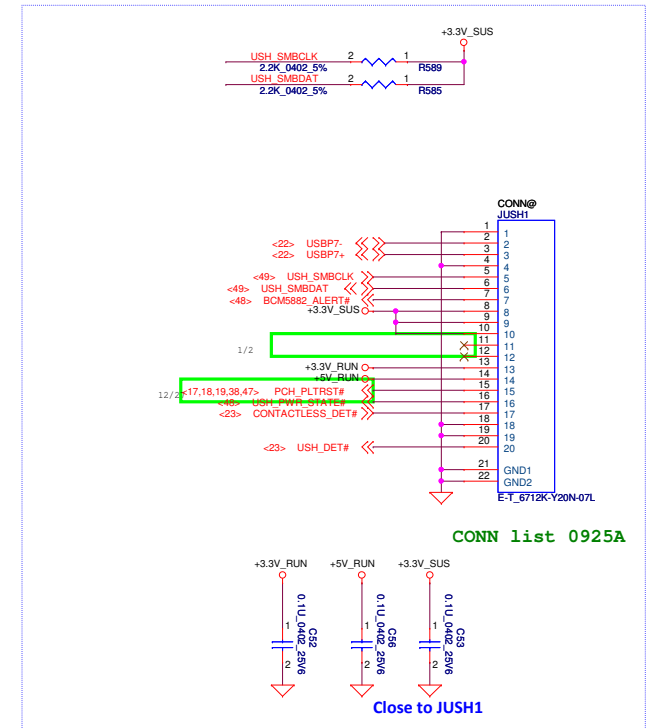 +3.3V_SUS
USH_SMBCLK 2 1
2.2K_0402_5% R589
USH_SMBDAT 2 1
2.2K_0402_5% R585
CONN@
JUSH1
1 1
<22> USBP7- 2 2
<22> USBP7+ 3 3
4 4
<49> USH_SMBCLK 5 5
<49> USH_SMBDAT 6 6
<48> BCM5882_ALERT# 7 7
+3.3V_SUS 8 8
9 9
10 10
1/2 11 11
12 12
+3.3V_RUN 13 13
+5V_RUN 14 14
12/2 <17,18,19,38,47> PCH_PLTRST# 15 15
<48> USH_PWR_STATE# 16 16
<23> CONTACTLESS_DET# 17 17
18 18
19 19
<23> USH_DET# 20 20
21 GND1
22 GND2
E-T_6712K-Y20N-07L
CONN list 0925A
+3.3V_RUN +5V_RUN +3.3V_SUS
1 2 C52 0.1U_0402_25V6
1 2 C56 0.1U_0402_25V6
1 2 C53 0.1U_0402_25V6
Close to JUSH1